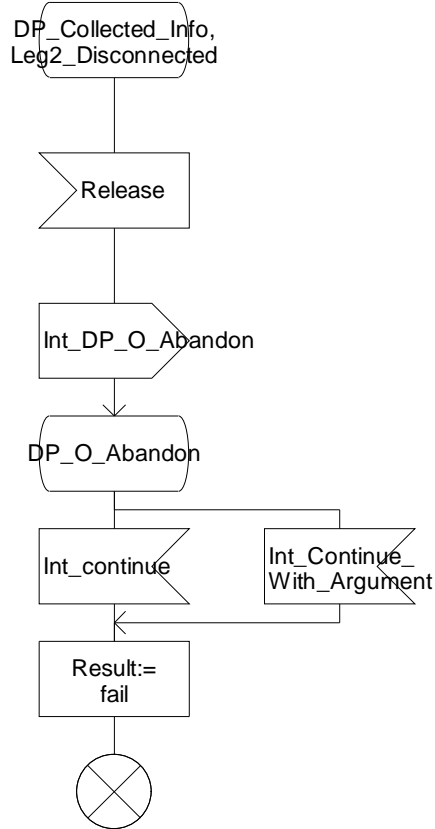 DP_Collected_Info,
Leg2_Disconnected
Release
Int_DP_O_Abandon
DP_O_Abandon
Int_continue
Int_Continue_
With_Argument
Result:=
fail